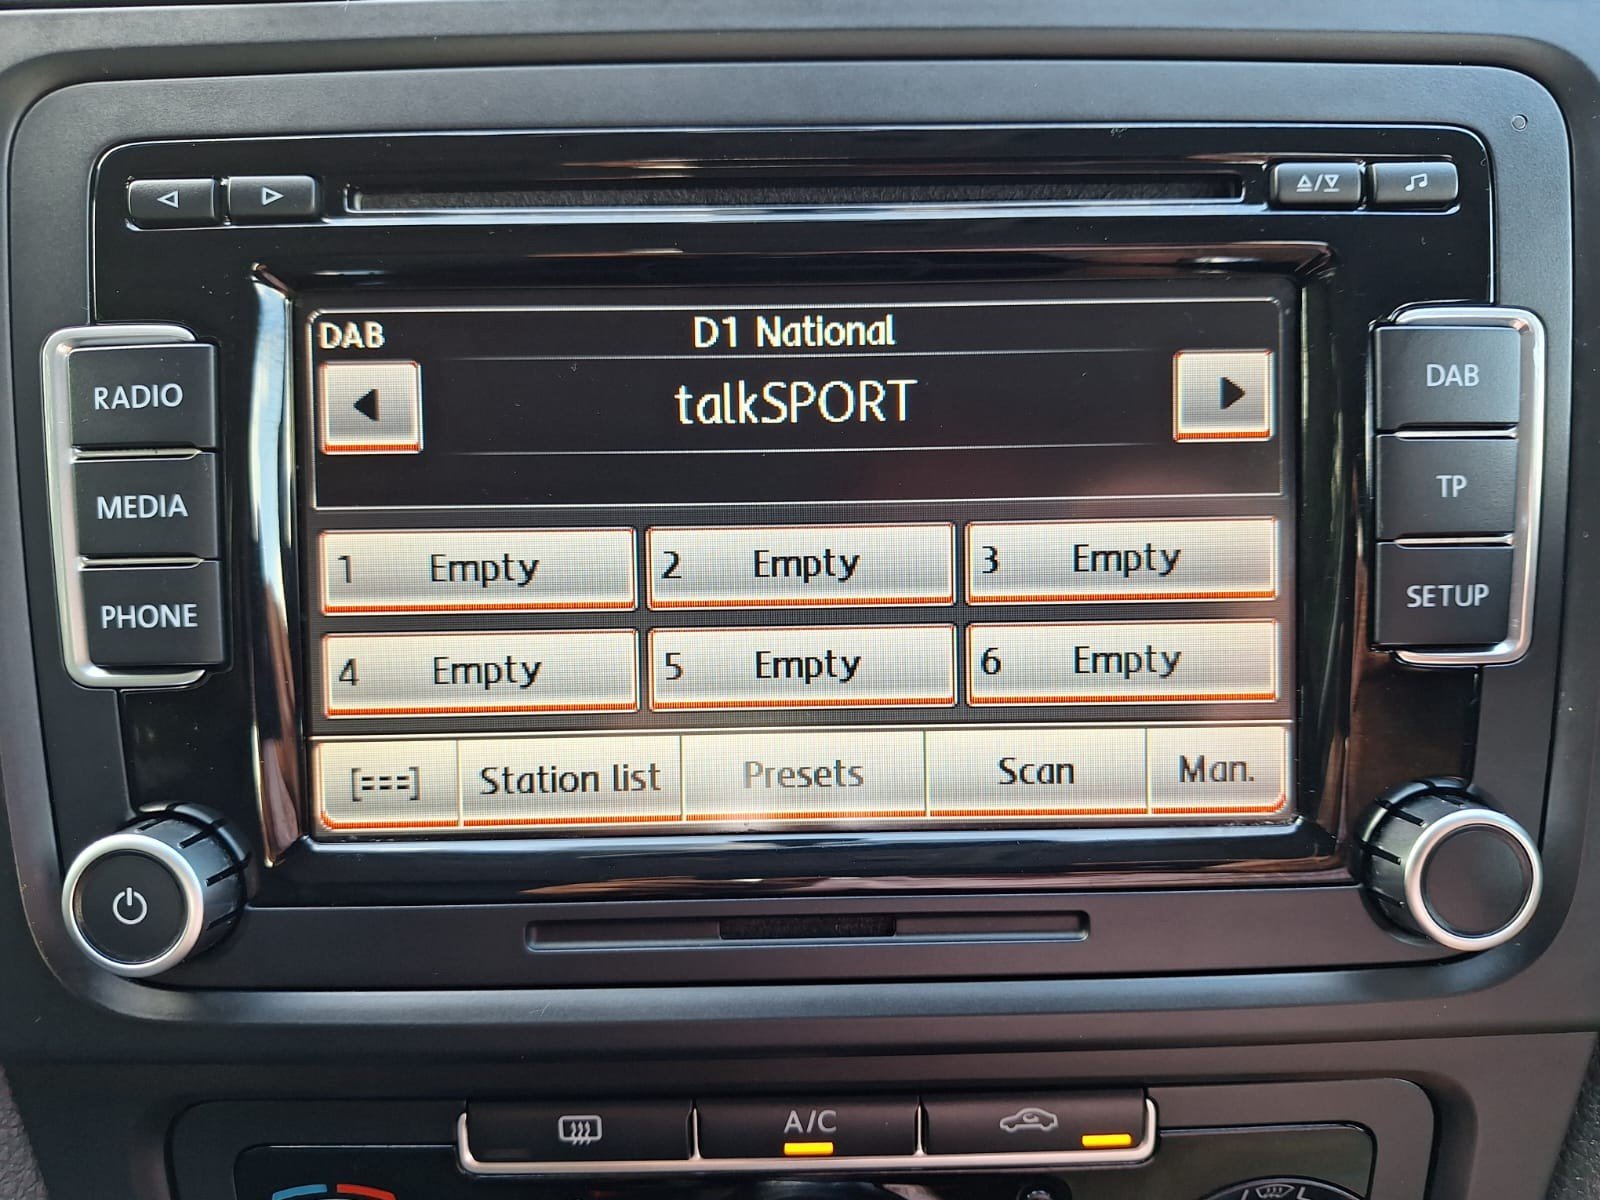 DAB D1 National
talkSPORT
RADIO
MEDIA
PHONE
1 Empty 2 Empty 3 Empty
4 Empty 5 Empty 6 Empty
[===] Station list Presets Scan Man.
DAB
TP
SETUP
A/C